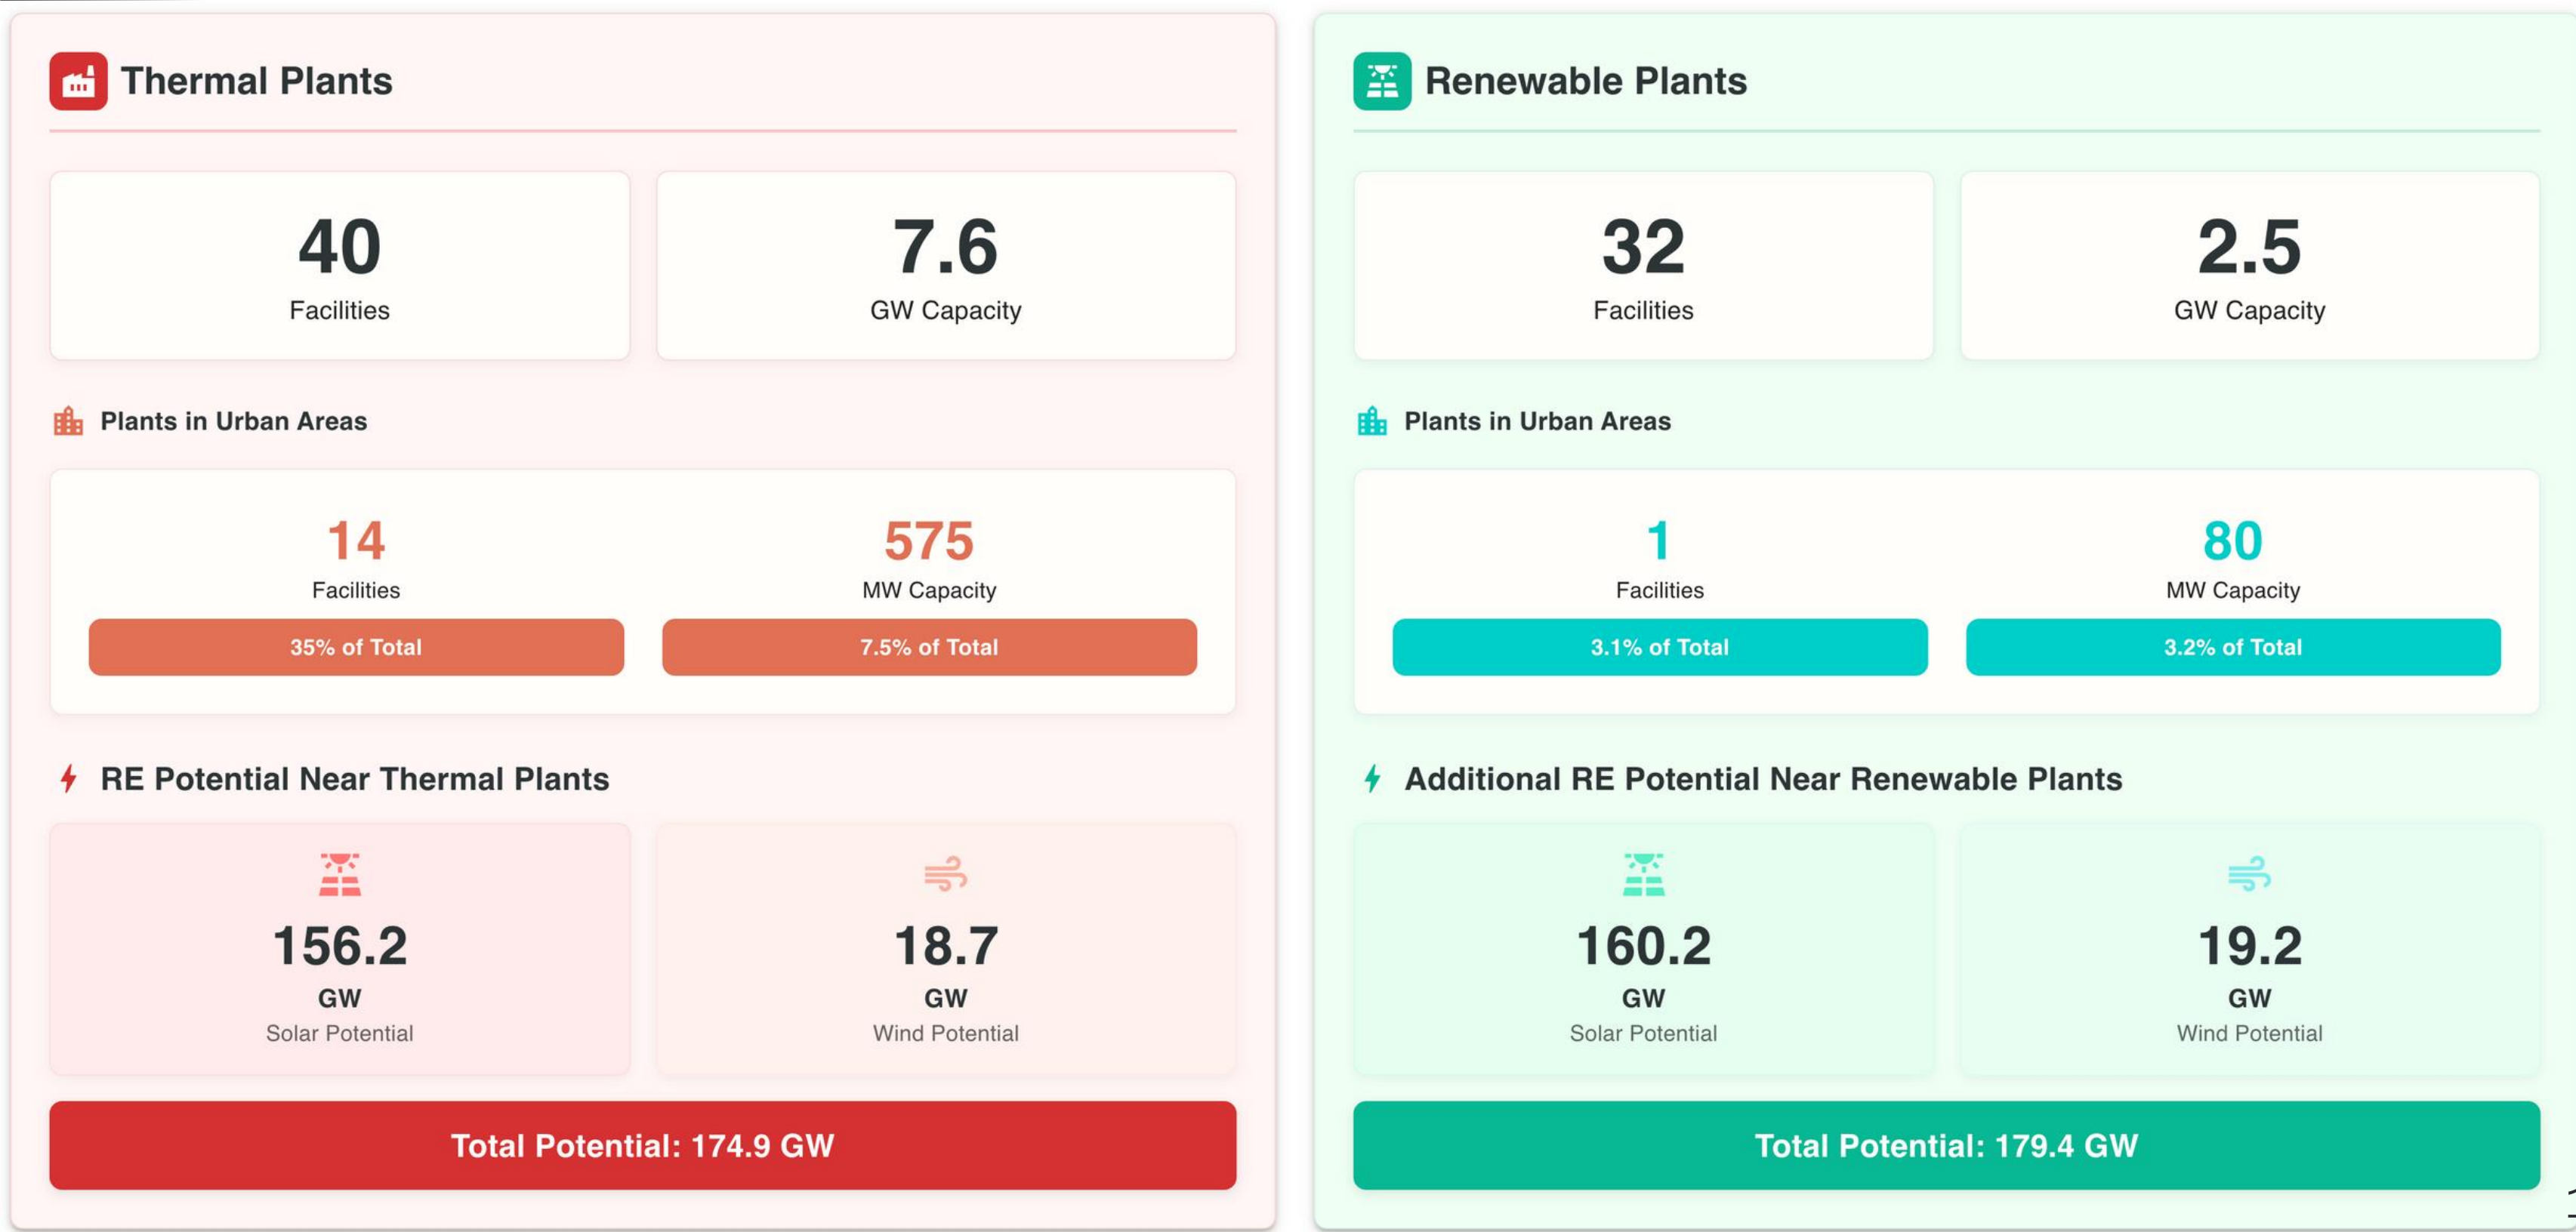 Thermal Plants
40
Facilities
7.6
GW Capacity
Plants in Urban Areas
14
Facilities
35% of Total
575
MW Capacity
7.5% of Total
RE Potential Near Thermal Plants
156.2
GW
Solar Potential
18.7
GW
Wind Potential
Total Potential: 174.9 GW
Renewable Plants
32
Facilities
2.5
GW Capacity
Plants in Urban Areas
1
Facilities
3.1% of Total
80
MW Capacity
3.2% of Total
Additional RE Potential Near Renewable Plants
160.2
GW
Solar Potential
19.2
GW
Wind Potential
Total Potential: 179.4 GW